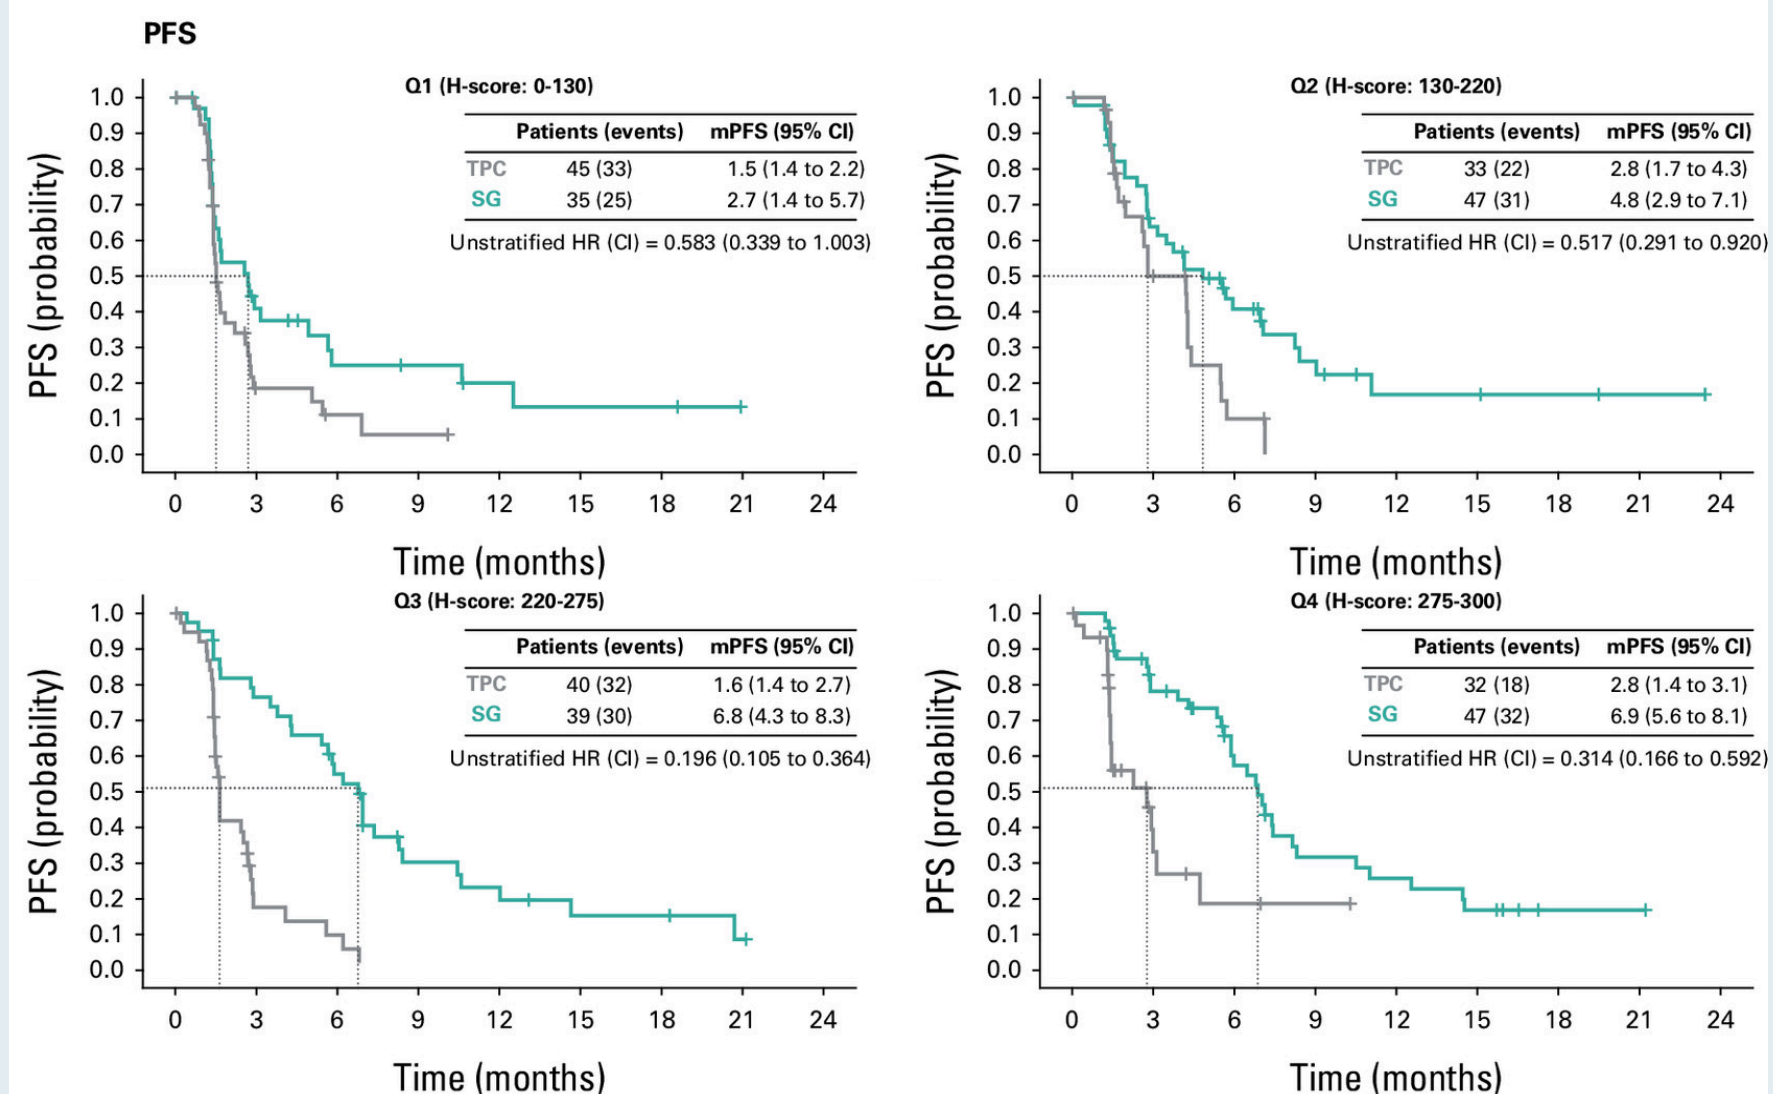 PFS
Q1 (H-score: 0-130)
Patients (events) mPFS (95% CI)
TPC 45 (33) 1.5 (1.4 to 2.2)
SG 35 (25) 2.7 (1.4 to 5.7)
Unstratified HR (CI) = 0.583 (0.339 to 1.003)
PFS (probability)
1.0
0.9
0.8
0.7
0.6
0.5
0.4
0.3
0.2
0.1
0.0
0 3 6 9 12 15 18 21 24
Time (months)
Q2 (H-score: 130-220)
Patients (events) mPFS (95% CI)
TPC 33 (22) 2.8 (1.7 to 4.3)
SG 47 (31) 4.8 (2.9 to 7.1)
Unstratified HR (CI) = 0.517 (0.291 to 0.920)
PFS (probability)
1.0
0.9
0.8
0.7
0.6
0.5
0.4
0.3
0.2
0.1
0.0
0 3 6 9 12 15 18 21 24
Time (months)
Q3 (H-score: 220-275)
Patients (events) mPFS (95% CI)
TPC 40 (32) 1.6 (1.4 to 2.7)
SG 39 (30) 6.8 (4.3 to 8.3)
Unstratified HR (CI) = 0.196 (0.105 to 0.364)
PFS (probability)
1.0
0.9
0.8
0.7
0.6
0.5
0.4
0.3
0.2
0.1
0.0
0 3 6 9 12 15 18 21 24
Time (months)
Q4 (H-score: 275-300)
Patients (events) mPFS (95% CI)
TPC 32 (18) 2.8 (1.4 to 3.1)
SG 47 (32) 6.9 (5.6 to 8.1)
Unstratified HR (CI) = 0.314 (0.166 to 0.592)
PFS (probability)
1.0
0.9
0.8
0.7
0.6
0.5
0.4
0.3
0.2
0.1
0.0
0 3 6 9 12 15 18 21 24
Time (months)